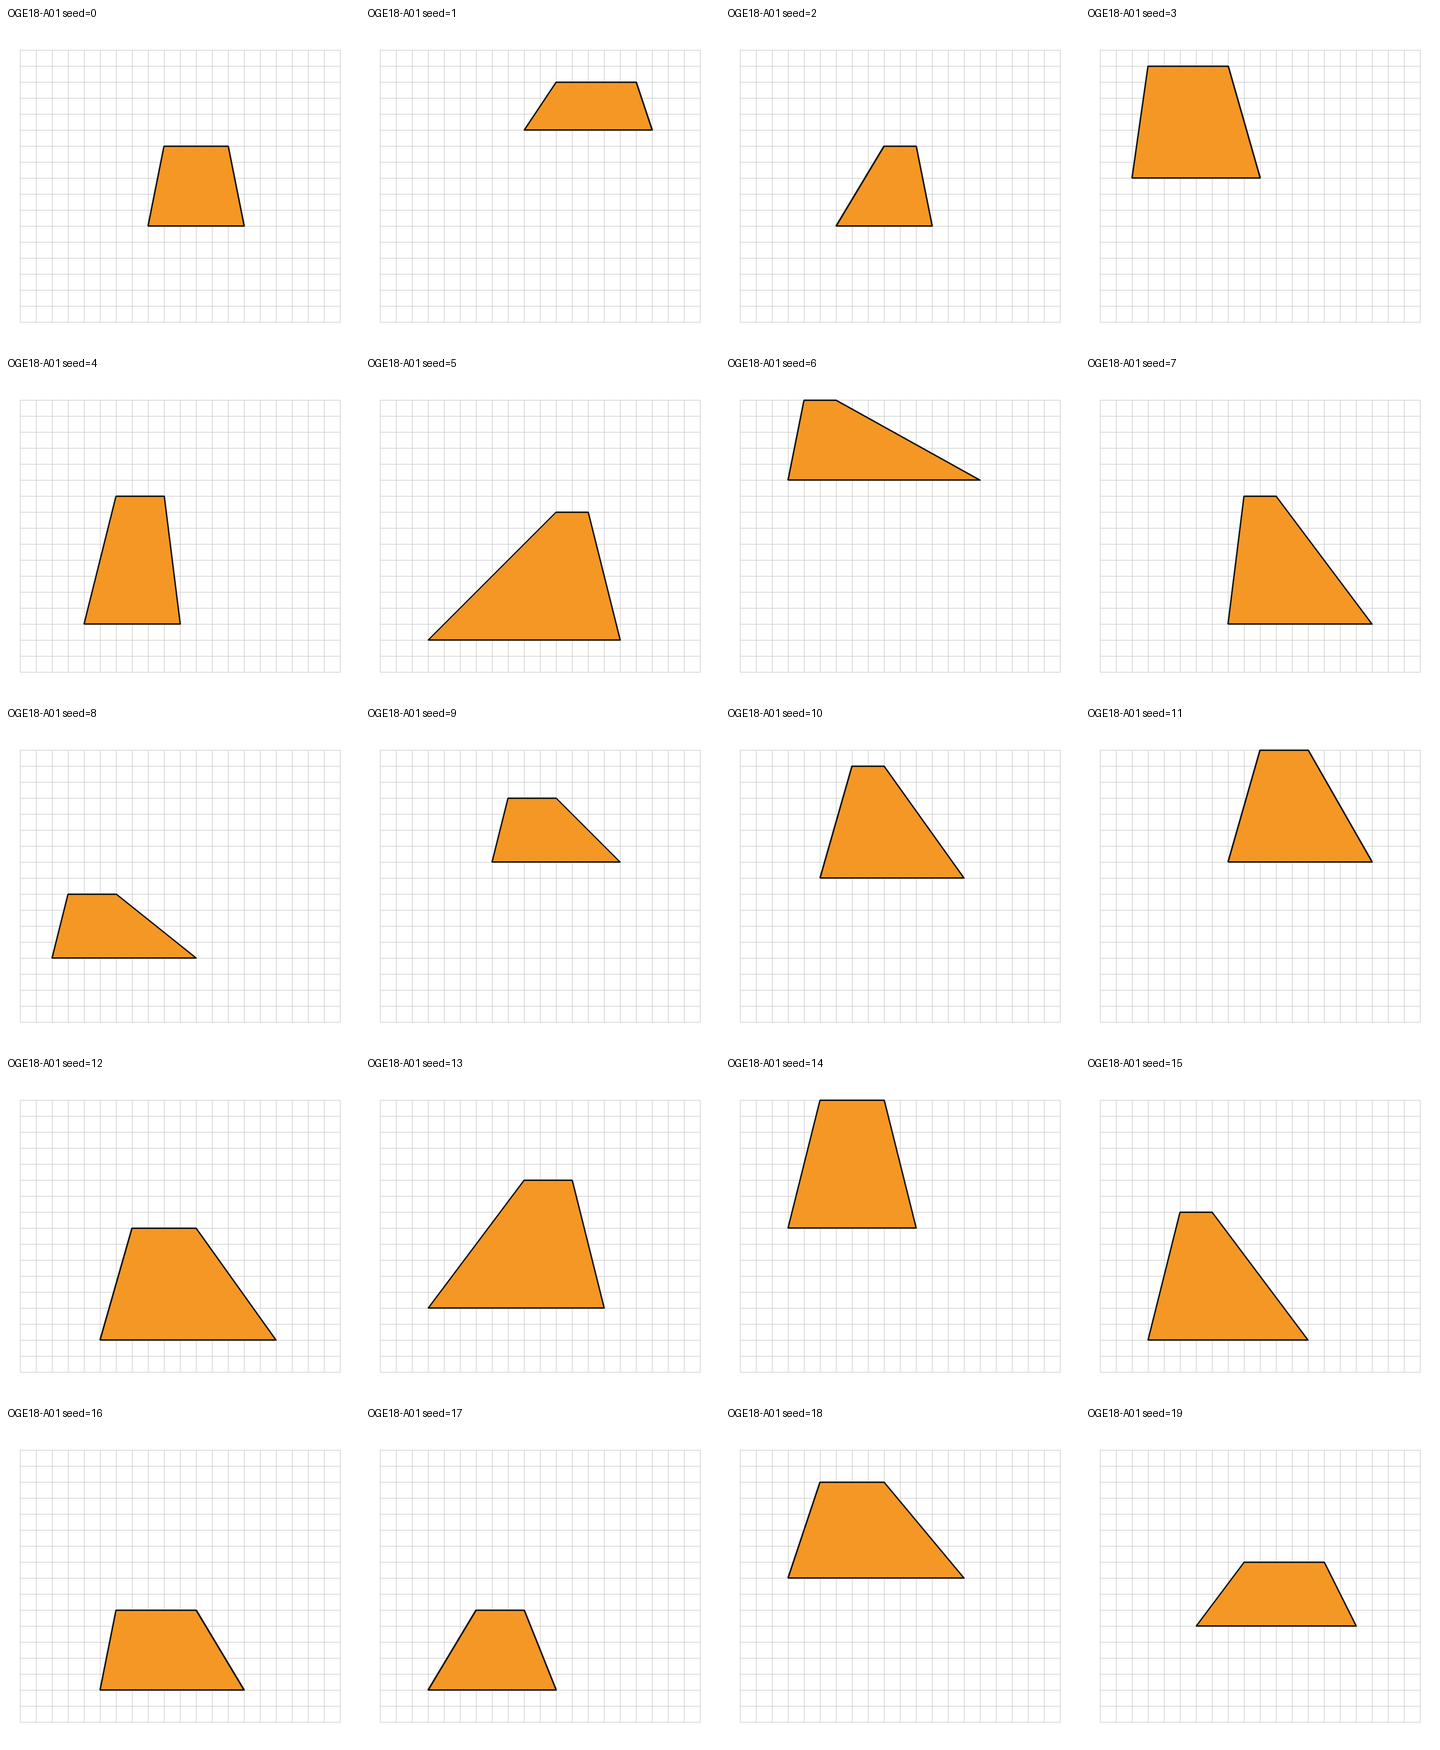 OGE18-A01 seed=0
OGE18-A01 seed=1
OGE18-A01 seed=2
OGE18-A01 seed=3
OGE18-A01 seed=4
OGE18-A01 seed=5
OGE18-A01 seed=6
OGE18-A01 seed=7
OGE18-A01 seed=8
OGE18-A01 seed=9
OGE18-A01 seed=10
OGE18-A01 seed=11
OGE18-A01 seed=12
OGE18-A01 seed=13
OGE18-A01 seed=14
OGE18-A01 seed=15
OGE18-A01 seed=16
OGE18-A01 seed=17
OGE18-A01 seed=18
OGE18-A01 seed=19